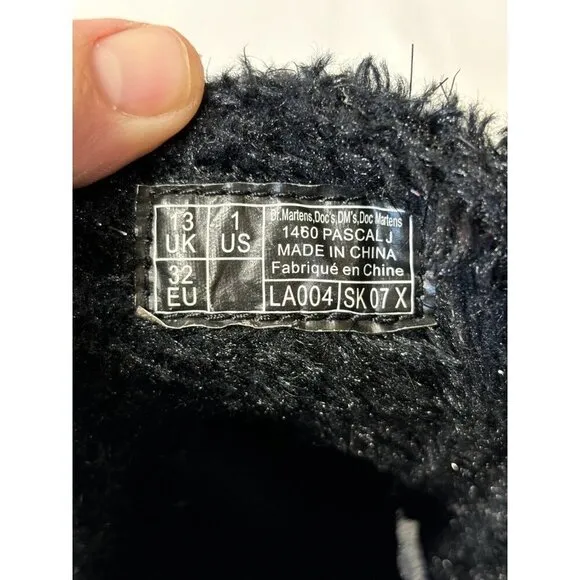 13
UK
1
US
32
EU
Dr.Martens,Doc's,DM's,Doc Martens
1460 PASCAL J
MADE IN CHINA
Fabriqué en Chine
LA004 SK 07 X